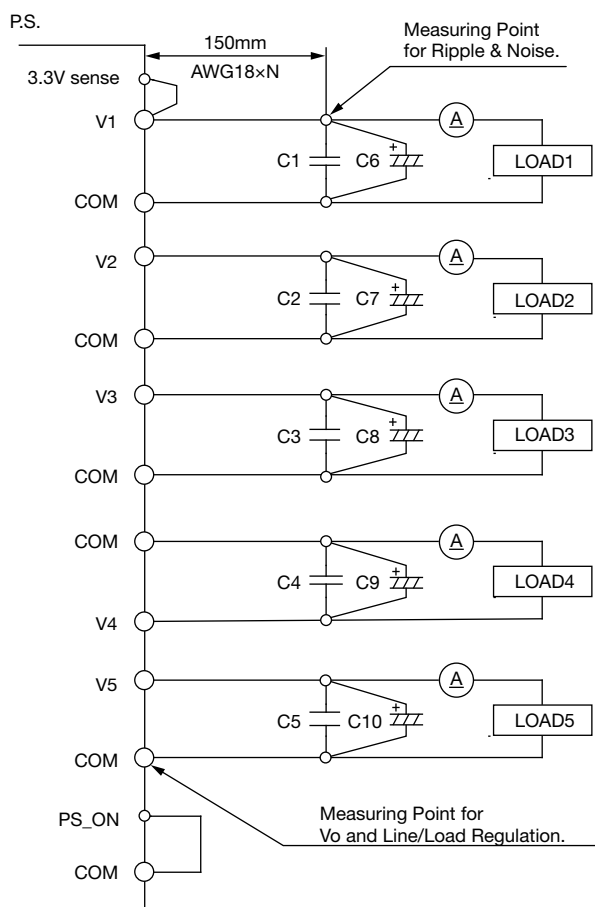 P.S.
Measuring Point
for Ripple & Noise.
150mm
AWG18×N
3.3V sense
V1
A
C1
+
C6
LOAD1
COM
V2
A
C2
+
C7
LOAD2
COM
V3
A
C3
+
C8
LOAD3
COM
COM
A
C4
+
C9
LOAD4
V4
V5
A
C5
+
C10
LOAD5
COM
PS_ON
Measuring Point for
Vo and Line/Load Regulation.
COM